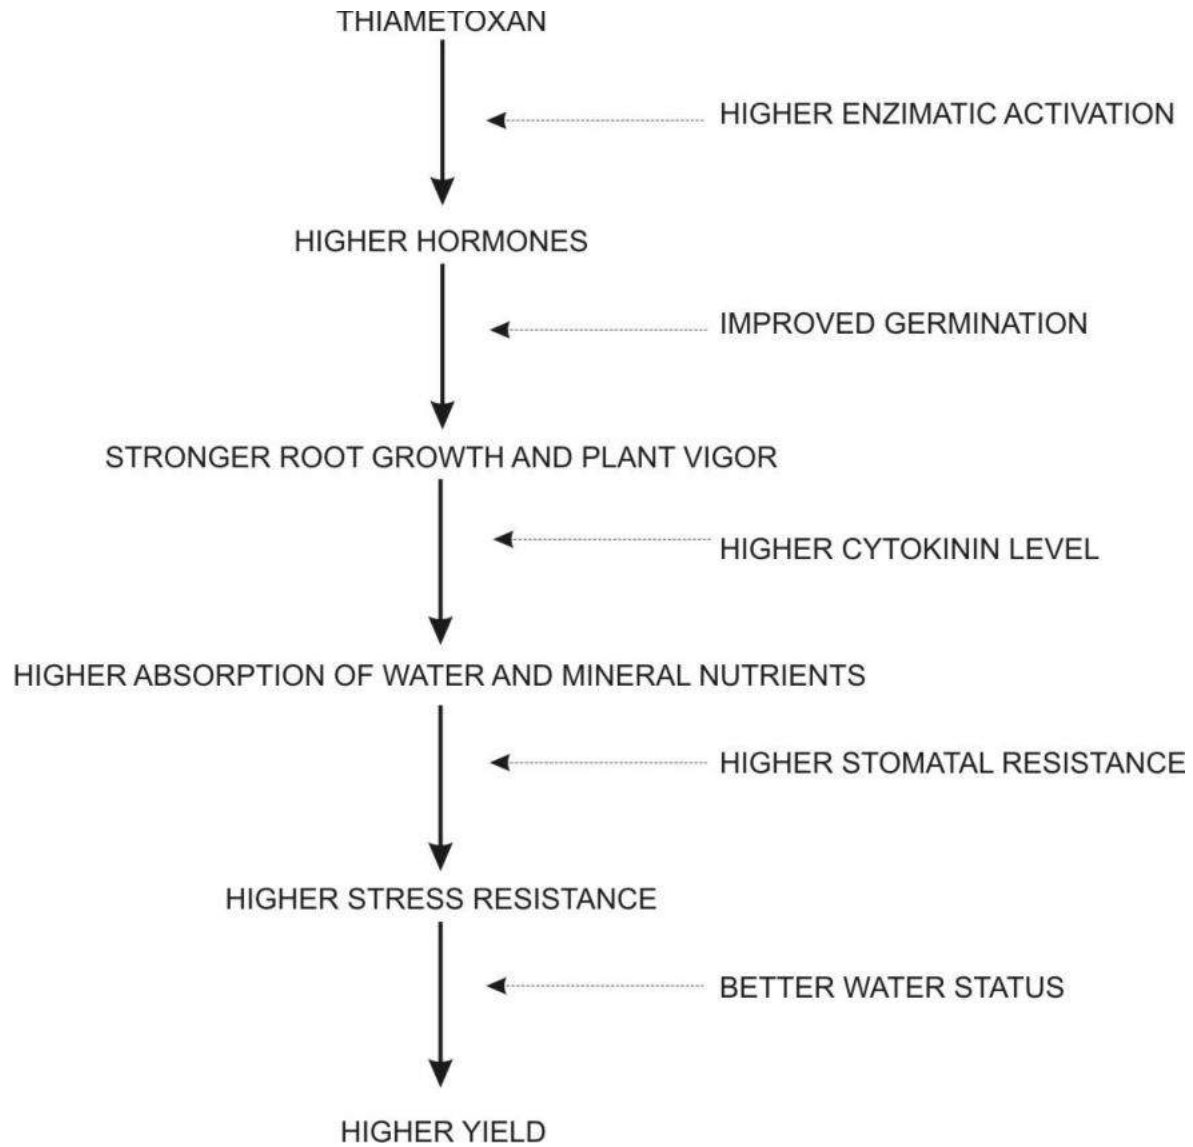 THIAMETOXAN
HIGHER ENZIMATIC ACTIVATION
HIGHER HORMONES
IMPROVED GERMINATION
STRONGER ROOT GROWTH AND PLANT VIGOR
HIGHER CYTOKININ LEVEL
HIGHER ABSORPTION OF WATER AND MINERAL NUTRIENTS
HIGHER STOMATAL RESISTANCE
HIGHER STRESS RESISTANCE
BETTER WATER STATUS
HIGHER YIELD